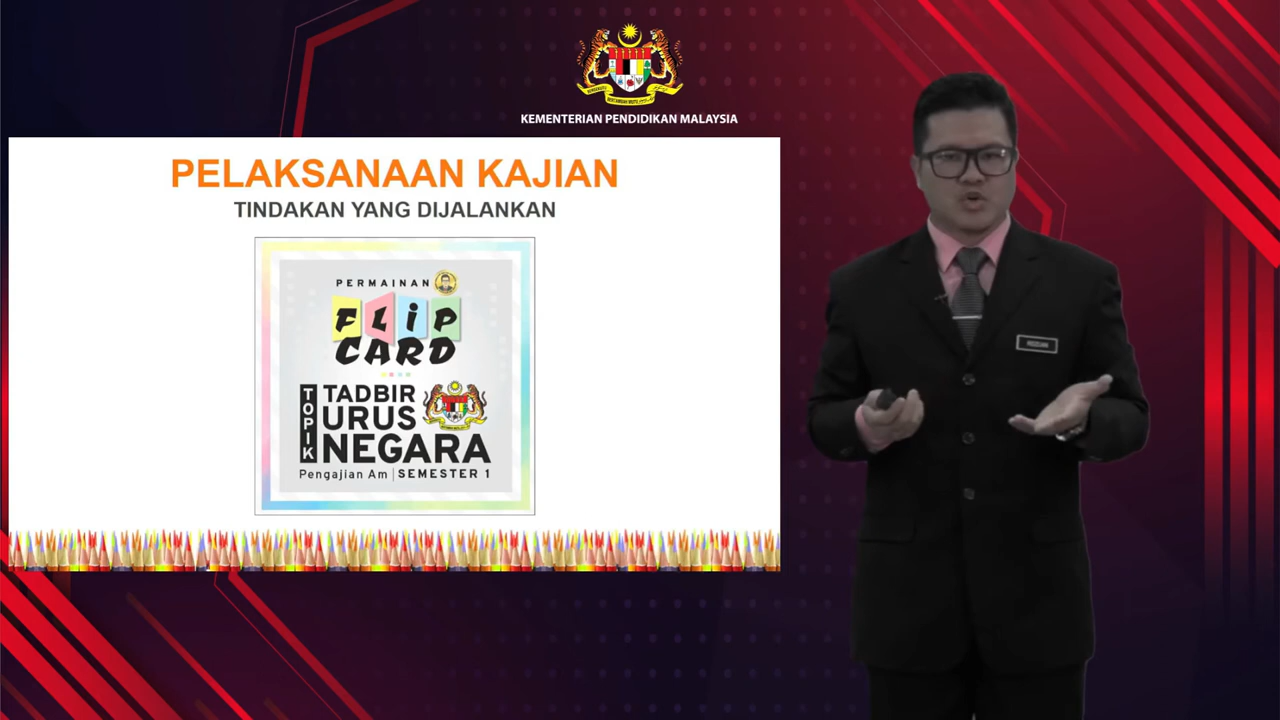 KEMENTERIAN PENDIDIKAN MALAYSIA
PELAKSANAAN KAJIAN
TINDAKAN YANG DIJALANKAN
PERMAINAN
FLiP
CARD
TOPIK
TADBIR
URUS
NEGARA
Pengajian Am | SEMESTER 1